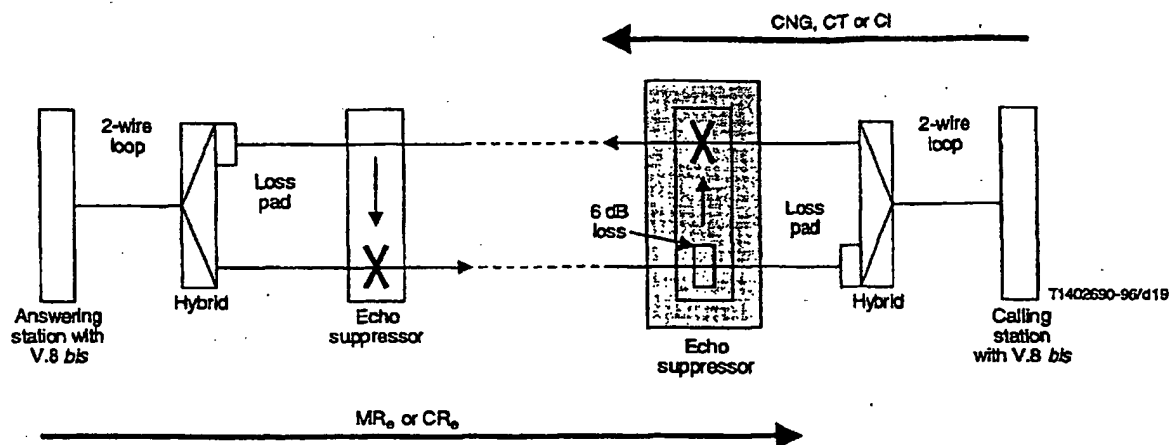 CNG, CT or CI
2-wire
loop
2-wire
loop
Loss
pad
6 dB
loss
Loss
pad
Hybrid
Hybrid
T1402690-96/d19
Answering
station with
V.8 bis
Echo
suppressor
Echo
suppressor
Calling
station
with V.8 bis
MRe or CRe